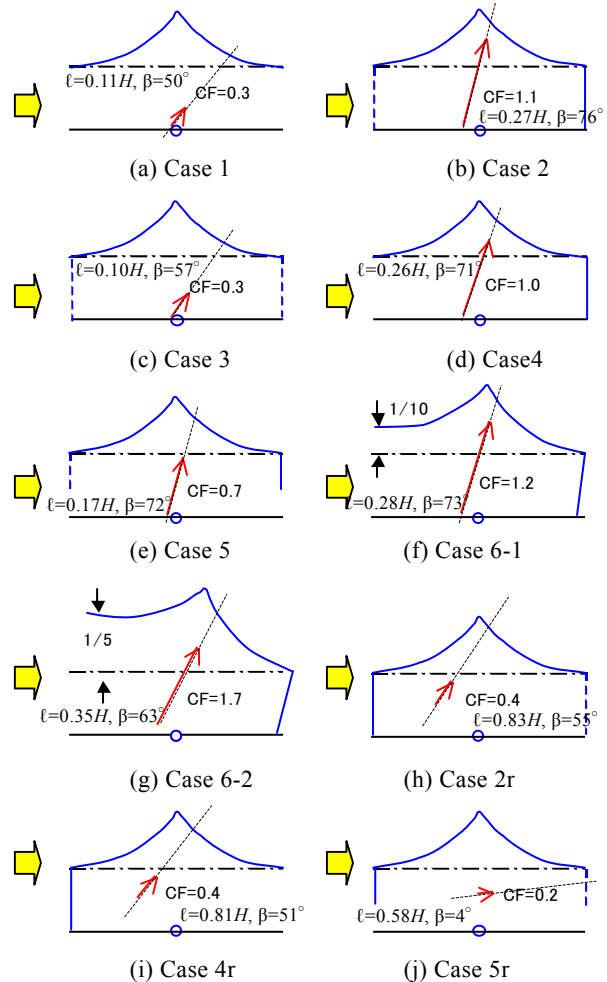 ℓ=0.11H, β=50°
CF=0.3
(a) Case 1
CF=1.1
ℓ=0.27H, β=76°
(b) Case 2
ℓ=0.10H, β=57°
CF=0.3
(c) Case 3
ℓ=0.26H, β=71°
CF=1.0
(d) Case4
CF=0.7
ℓ=0.17H, β=72°
(e) Case 5
1/10
CF=1.2
ℓ=0.28H, β=73°
(f) Case 6-1
1/5
CF=1.7
ℓ=0.35H, β=63°
(g) Case 6-2
CF=0.4
ℓ=0.83H, β=55°
(h) Case 2r
CF=0.4
ℓ=0.81H, β=51°
(i) Case 4r
CF=0.2
ℓ=0.58H, β=4°
(j) Case 5r